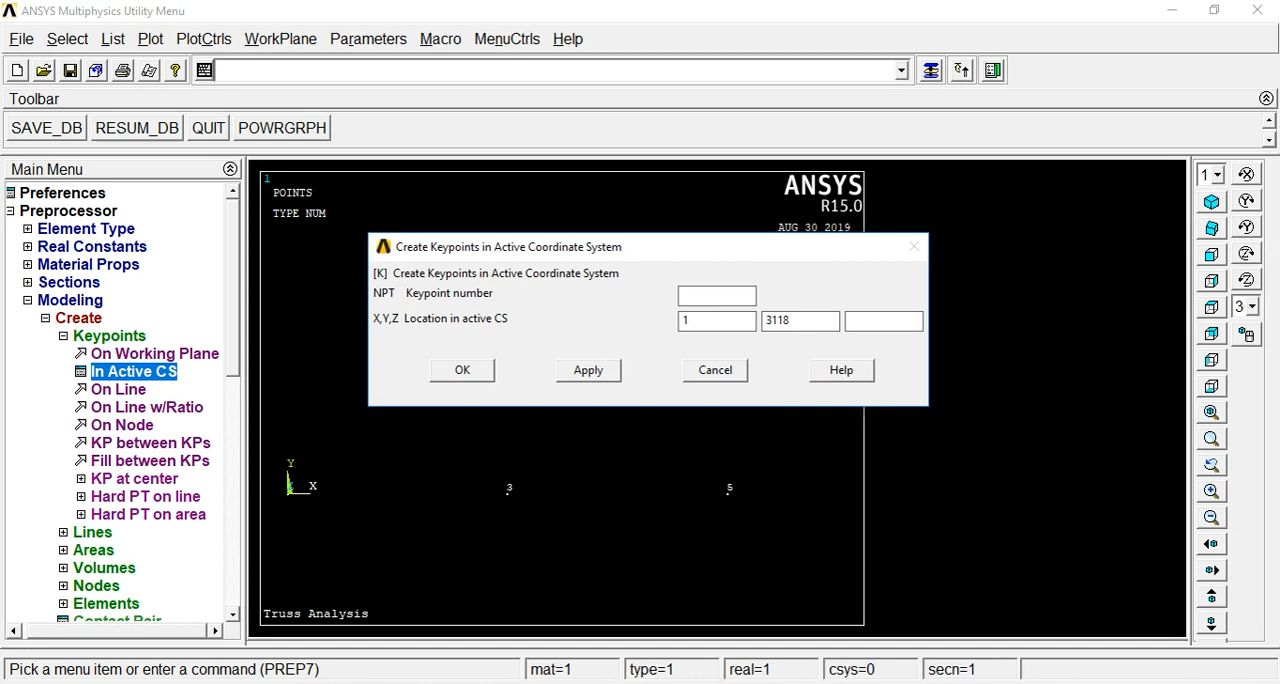 ANSYS Multiphysics Utility Menu
File Select List Plot PlotCtrls WorkPlane Parameters Macro MenuCtrls Help
Toolbar
SAVE_DB RESUM_DB QUIT POWRGRPH
Main Menu
Preferences
Preprocessor
Element Type
Real Constants
Material Props
Sections
Modeling
Create
Keypoints
On Working Plane
In Active CS
On Line
On Line w/Ratio
On Node
KP between KPs
Fill between KPs
KP at center
Hard PT on line
Hard PT on area
Lines
Areas
Volumes
Nodes
Elements
Contact Pair
1
POINTS
TYPE NUM
ANSYS
R15.0
AUG 30 2019
Create Keypoints in Active Coordinate System
[K] Create Keypoints in Active Coordinate System
NPT Keypoint number
X,Y,Z Location in active CS
1 3118
OK Apply Cancel Help
Y
X
3
5
Truss Analysis
1
3
Pick a menu item or enter a command (PREP7)
mat=1 type=1 real=1 csys=0 secn=1